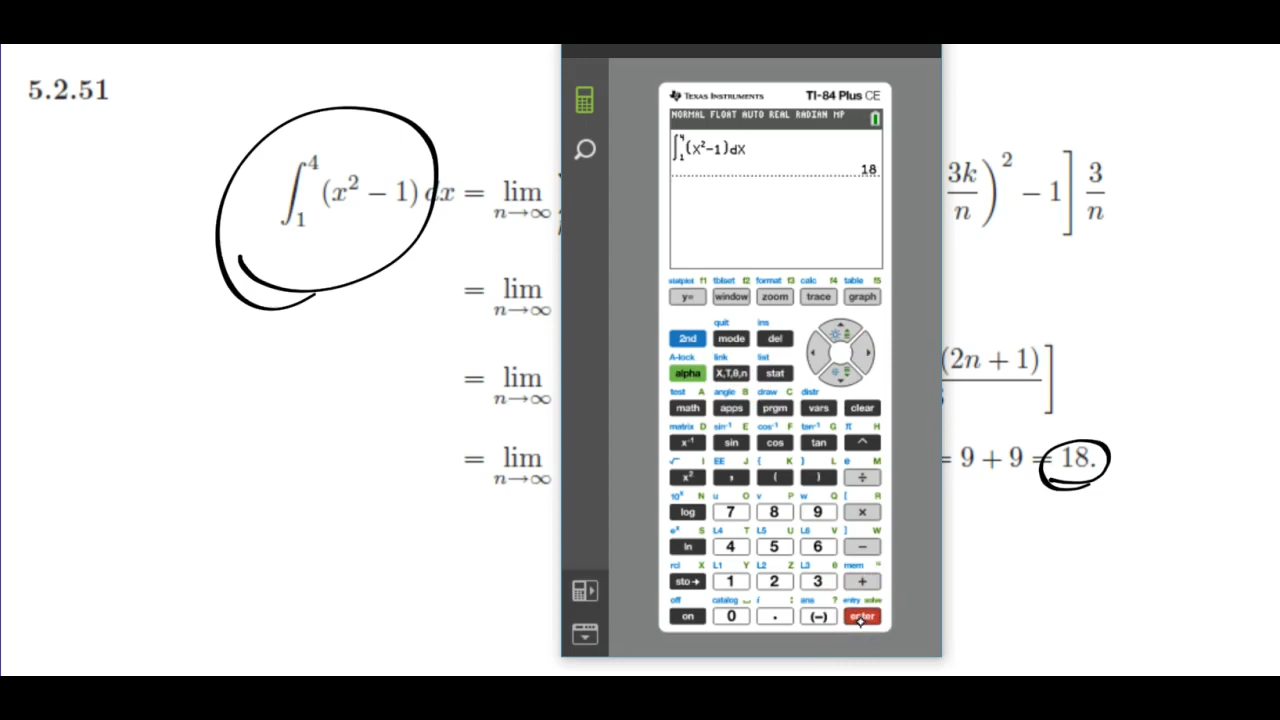 5.2.51
∫₁⁴ (x² − 1) dx = lim n→∞ 3k/n)² − 1] 3/n
= lim n→∞
= lim n→∞ (2n + 1)]
= lim n→∞ = 9 + 9 = 18.
TEXAS INSTRUMENTS TI-84 Plus CE
NORMAL FLOAT AUTO REAL RADIAN MP
∫₁⁴(X²-1)dX
18
statplot f1 tblset f2 format f3 calc f4 table f5
y= window zoom trace graph
quit ins
2nd mode del
A-lock link list
alpha X,T,θ,n stat
test A angle B draw C distr
math apps prgm vars clear
matrix D sin⁻¹ E cos⁻¹ F tan⁻¹ G π H
x⁻¹ sin cos tan ^
√ I EE J { K } L e M
x² , ( ) ÷
10ˣ N u O v P w Q [ R
log 7 8 9 ×
eˣ S L4 T L5 U L6 V ] W
ln 4 5 6 −
rcl X L1 Y L2 Z L3 θ mem "
sto→ 1 2 3 +
off catalog ␣ i : ans ? entry solve
on 0 . (−) enter